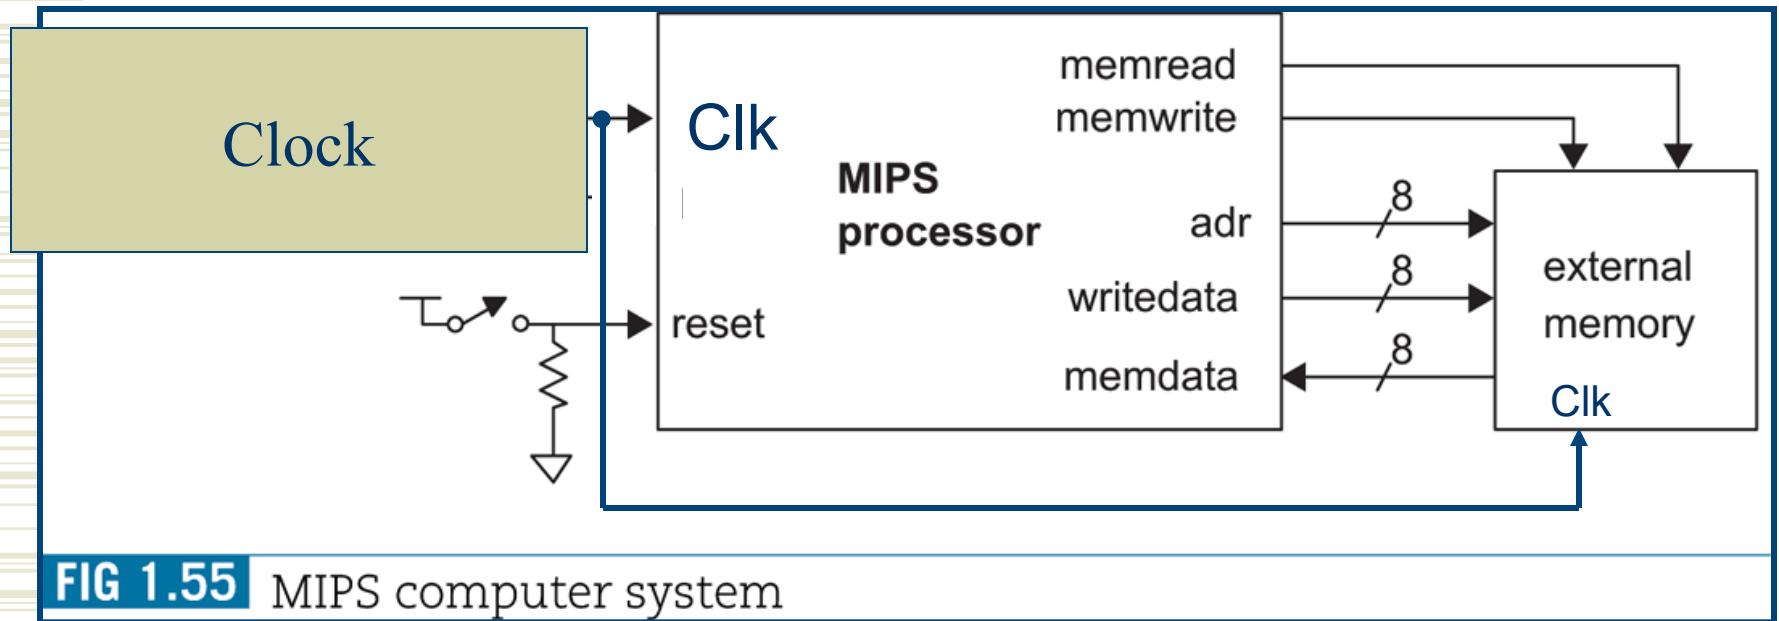 Clock
Clk
MIPS
processor
reset
memread
memwrite
adr
writedata
memdata
8
8
8
external
memory
Clk
FIG 1.55 MIPS computer system